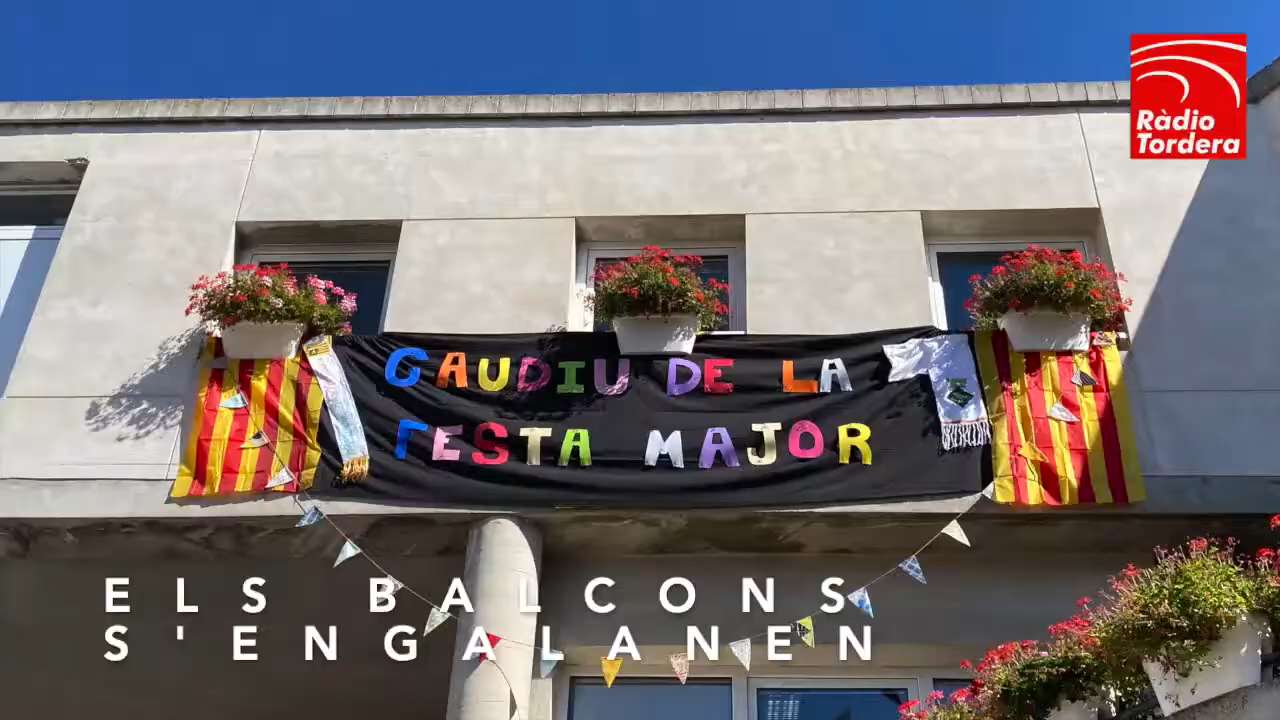 Ràdio
Tordera
GAUDIU DE LA
FESTA MAJOR
ELS BALCONS
S'ENGALANEN